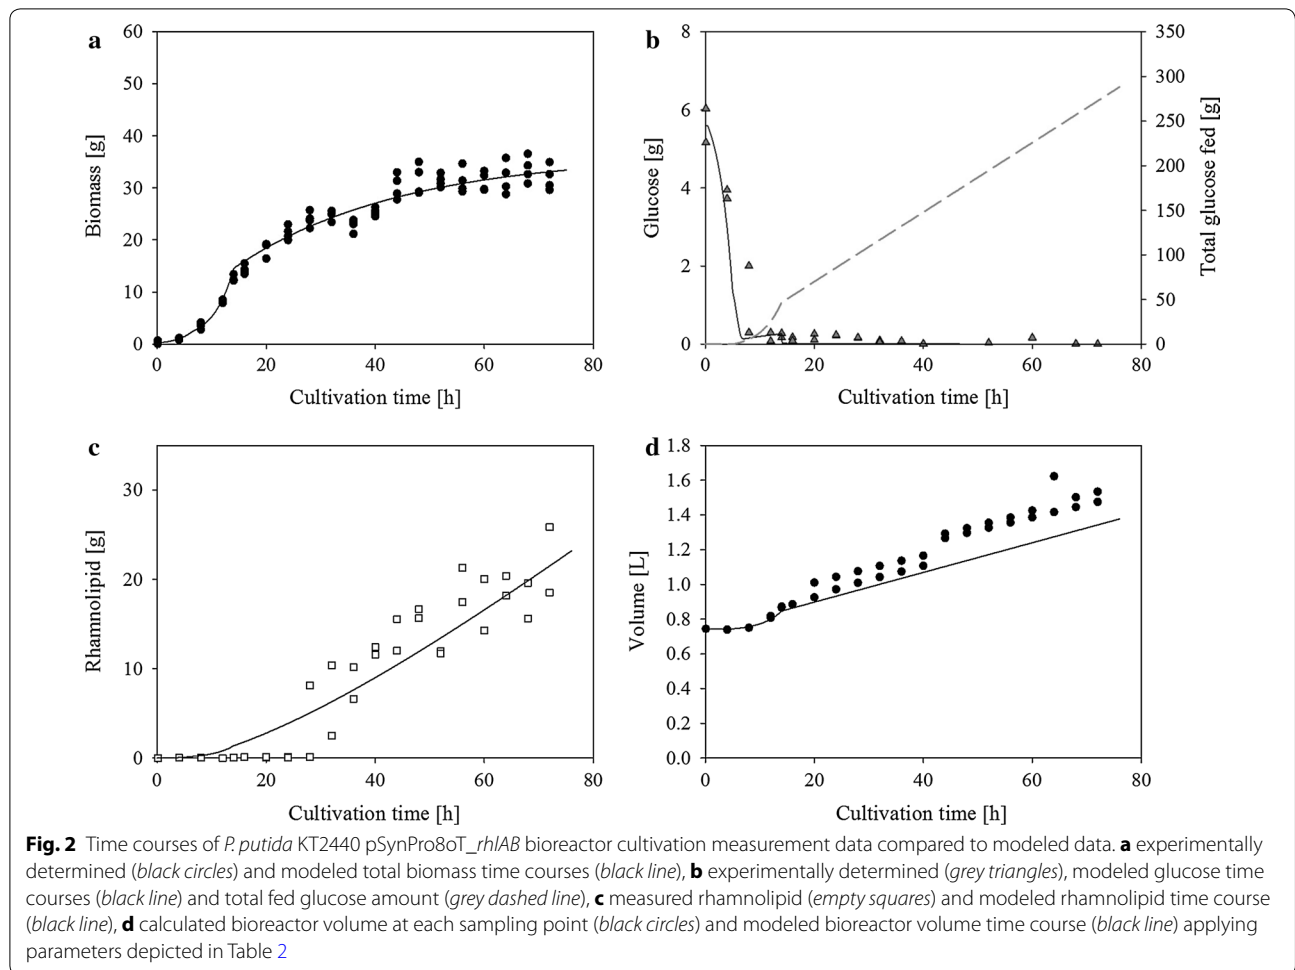 a
60
50
40
30
20
10
0
Biomass [g]
0 20 40 60 80
Cultivation time [h]
b
8
6
4
2
0
Glucose [g]
350
300
250
200
150
100
50
0
Total glucose fed [g]
0 20 40 60 80
Cultivation time [h]
c
30
20
10
0
Rhamnolipid [g]
0 20 40 60 80
Cultivation time [h]
d
1.8
1.6
1.4
1.2
1.0
0.8
0.6
0.4
0.2
0.0
Volume [L]
0 20 40 60 80
Cultivation time [h]
Fig. 2 Time courses of P. putida KT2440 pSynPro8oT_rhlAB bioreactor cultivation measurement data compared to modeled data. a experimentally
determined (black circles) and modeled total biomass time courses (black line), b experimentally determined (grey triangles), modeled glucose time
courses (black line) and total fed glucose amount (grey dashed line), c measured rhamnolipid (empty squares) and modeled rhamnolipid time course
(black line), d calculated bioreactor volume at each sampling point (black circles) and modeled bioreactor volume time course (black line) applying
parameters depicted in Table 2